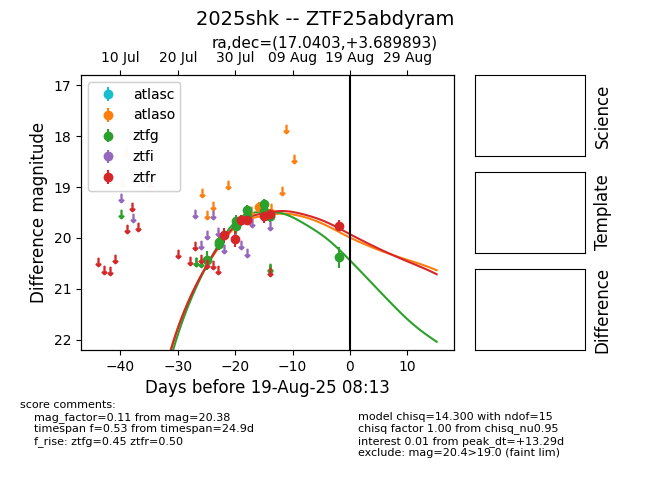 2025shk -- ZTF25abdyram
ra,dec=(17.0403,+3.689893)
10 Jul 20 Jul 30 Jul 09 Aug 19 Aug 29 Aug
17
18
19
20
21
22
Difference magnitude
atlasc
atlaso
ztfg
ztfi
ztfr
−40 −30 −20 −10 0 10
Days before 19-Aug-25 08:13
Science
Template
Difference
score comments:
mag_factor=0.11 from mag=20.38
timespan f=0.53 from timespan=24.9d
f_rise: ztfg=0.45 ztfr=0.50
model chisq=14.300 with ndof=15
chisq factor 1.00 from chisq_nu0.95
interest 0.01 from peak_dt=+13.29d
exclude: mag=20.4>19.0 (faint lim)